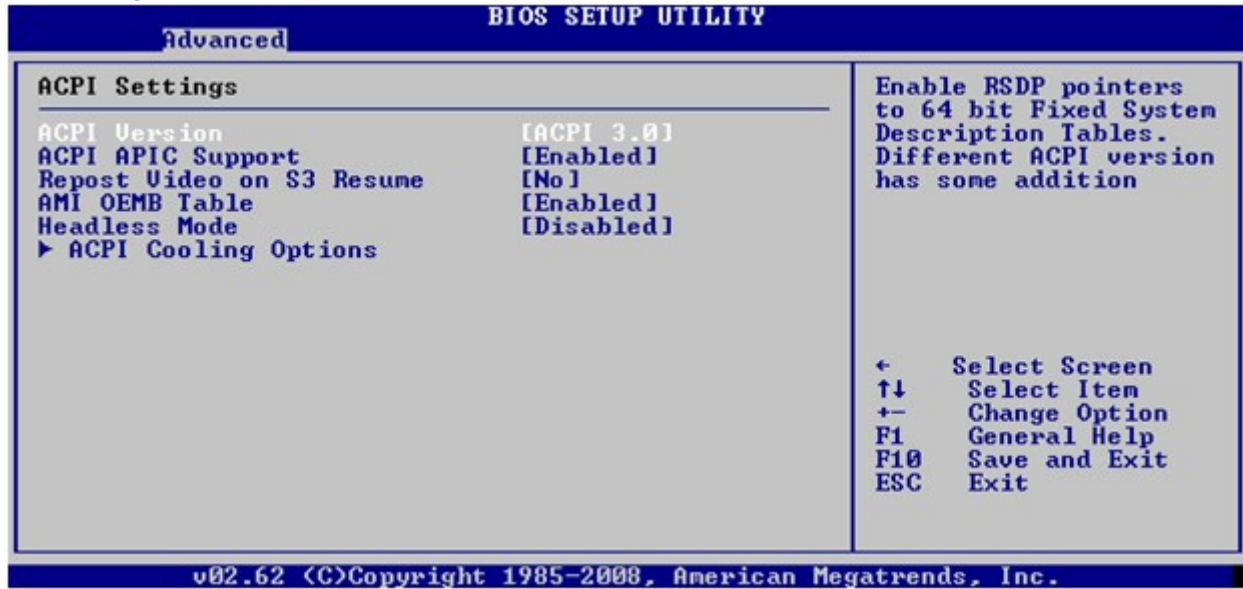 BIOS SETUP UTILITY
Advanced
ACPI Settings
ACPI Version [ACPI 3.0]
ACPI APIC Support [Enabled]
Repost Video on S3 Resume [No]
AMI OEMB Table [Enabled]
Headless Mode [Disabled]
► ACPI Cooling Options
Enable RSDP pointers
to 64 bit Fixed System
Description Tables.
Different ACPI version
has some addition
← Select Screen
↑↓ Select Item
+- Change Option
F1 General Help
F10 Save and Exit
ESC Exit
v02.62 (C)Copyright 1985-2008, American Megatrends, Inc.